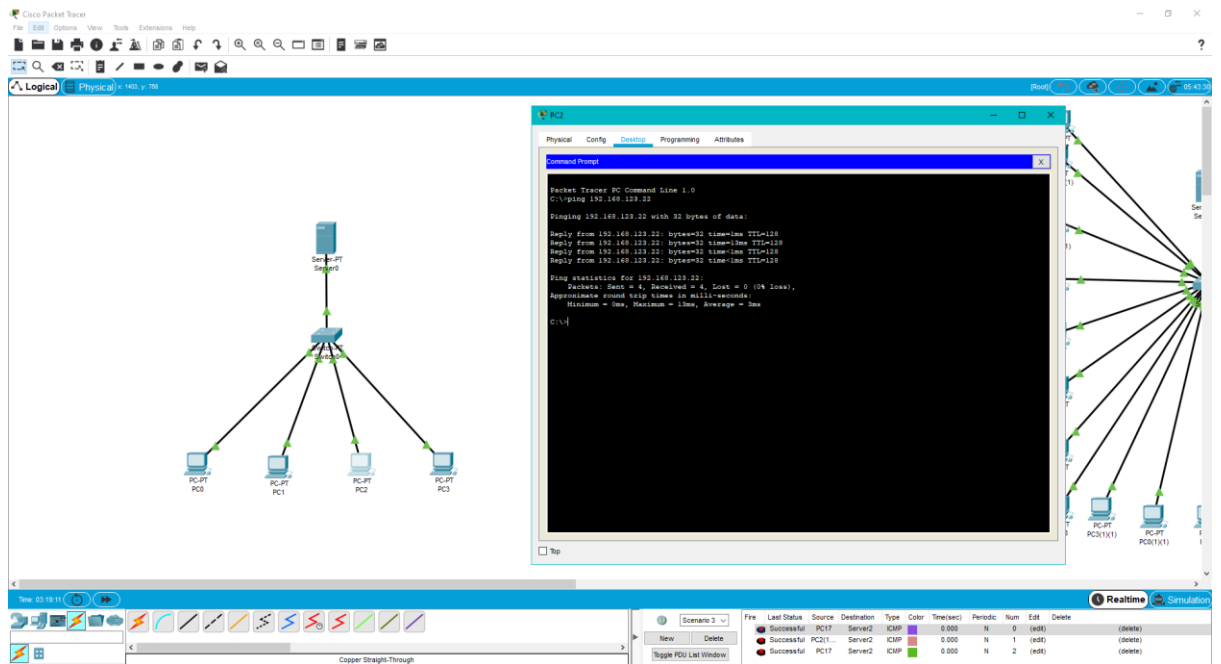 Cisco Packet Tracer
File Edit Options View Tools Extensions Help
?
Logical Physical x: 1403, y: 768 [Root] 05:43:30
PC2
Physical Config Desktop Programming Attributes
Command Prompt X
Packet Tracer PC Command Line 1.0
C:\>ping 192.168.123.22
Pinging 192.168.123.22 with 32 bytes of data:
Reply from 192.168.123.22: bytes=32 time=1ms TTL=128
Reply from 192.168.123.22: bytes=32 time=13ms TTL=128
Reply from 192.168.123.22: bytes=32 time<1ms TTL=128
Reply from 192.168.123.22: bytes=32 time<1ms TTL=128
Ping statistics for 192.168.123.22:
Packets: Sent = 4, Received = 4, Lost = 0 (0% loss),
Approximate round trip times in milli-seconds:
Minimum = 0ms, Maximum = 13ms, Average = 3ms
C:\>
Top
Server-PT
Server0
Switch-PT
Switch0
PC-PT
PC0
PC-PT
PC1
PC-PT
PC2
PC-PT
PC3
PC-PT
PC3(1)(1)
PC-PT
PC0(1)(1)
Time: 03:19:11 Realtime Simulation
Copper Straight-Through
Scenario 3
New Delete
Toggle PDU List Window
Fire Last Status Source Destination Type Color Time(sec) Periodic Num Edit Delete
Successful PC17 Server2 ICMP 0.000 N 0 (edit) (delete)
Successful PC2(1... Server2 ICMP 0.000 N 1 (edit) (delete)
Successful PC17 Server2 ICMP 0.000 N 2 (edit) (delete)